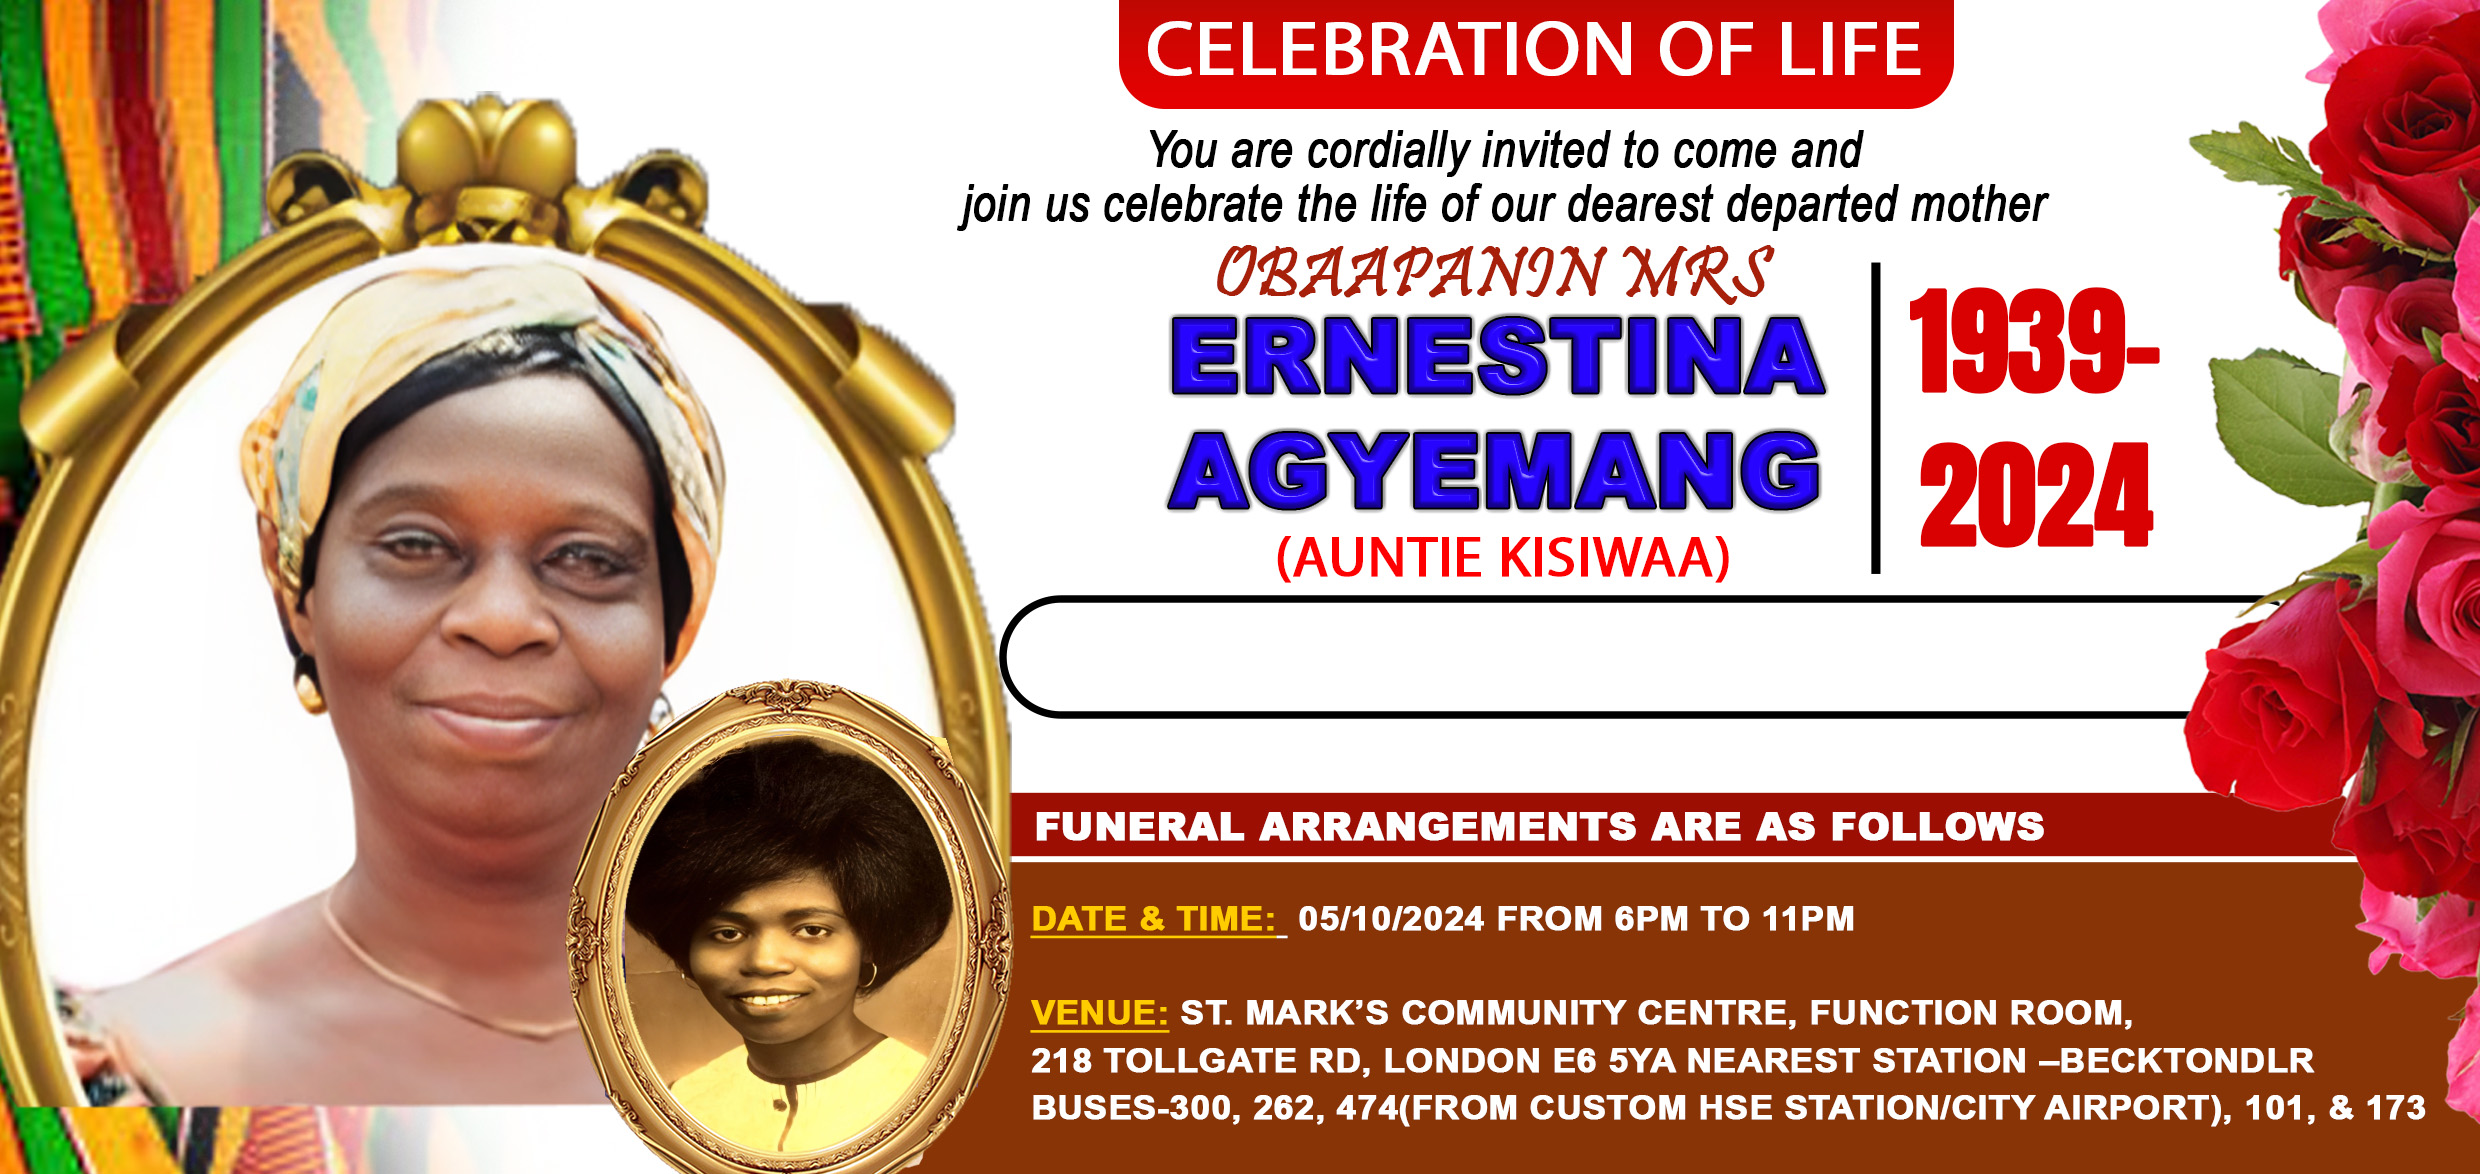 CELEBRATION OF LIFE
You are cordially invited to come and
join us celebrate the life of our dearest departed mother
OBAAPANIN MRS
ERNESTINA
AGYEMANG
(AUNTIE KISIWAA)
1939-
2024
FUNERAL ARRANGEMENTS ARE AS FOLLOWS
DATE & TIME: 05/10/2024 FROM 6PM TO 11PM
VENUE: ST. MARK’S COMMUNITY CENTRE, FUNCTION ROOM,
218 TOLLGATE RD, LONDON E6 5YA NEAREST STATION –BECKTONDLR
BUSES-300, 262, 474(FROM CUSTOM HSE STATION/CITY AIRPORT), 101, & 173